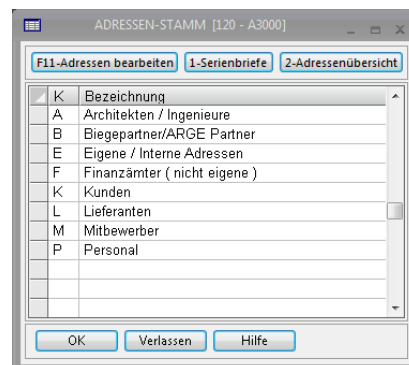 ADRESSEN-STAMM [120 - A3000]
F11-Adressen bearbeiten 1-Serienbriefe 2-Adressenübersicht
K Bezeichnung
A Architekten / Ingenieure
B Biegepartner/ARGE Partner
E Eigene / Interne Adressen
F Finanzämter ( nicht eigene )
K Kunden
L Lieferanten
M Mitbewerber
P Personal
OK Verlassen Hilfe